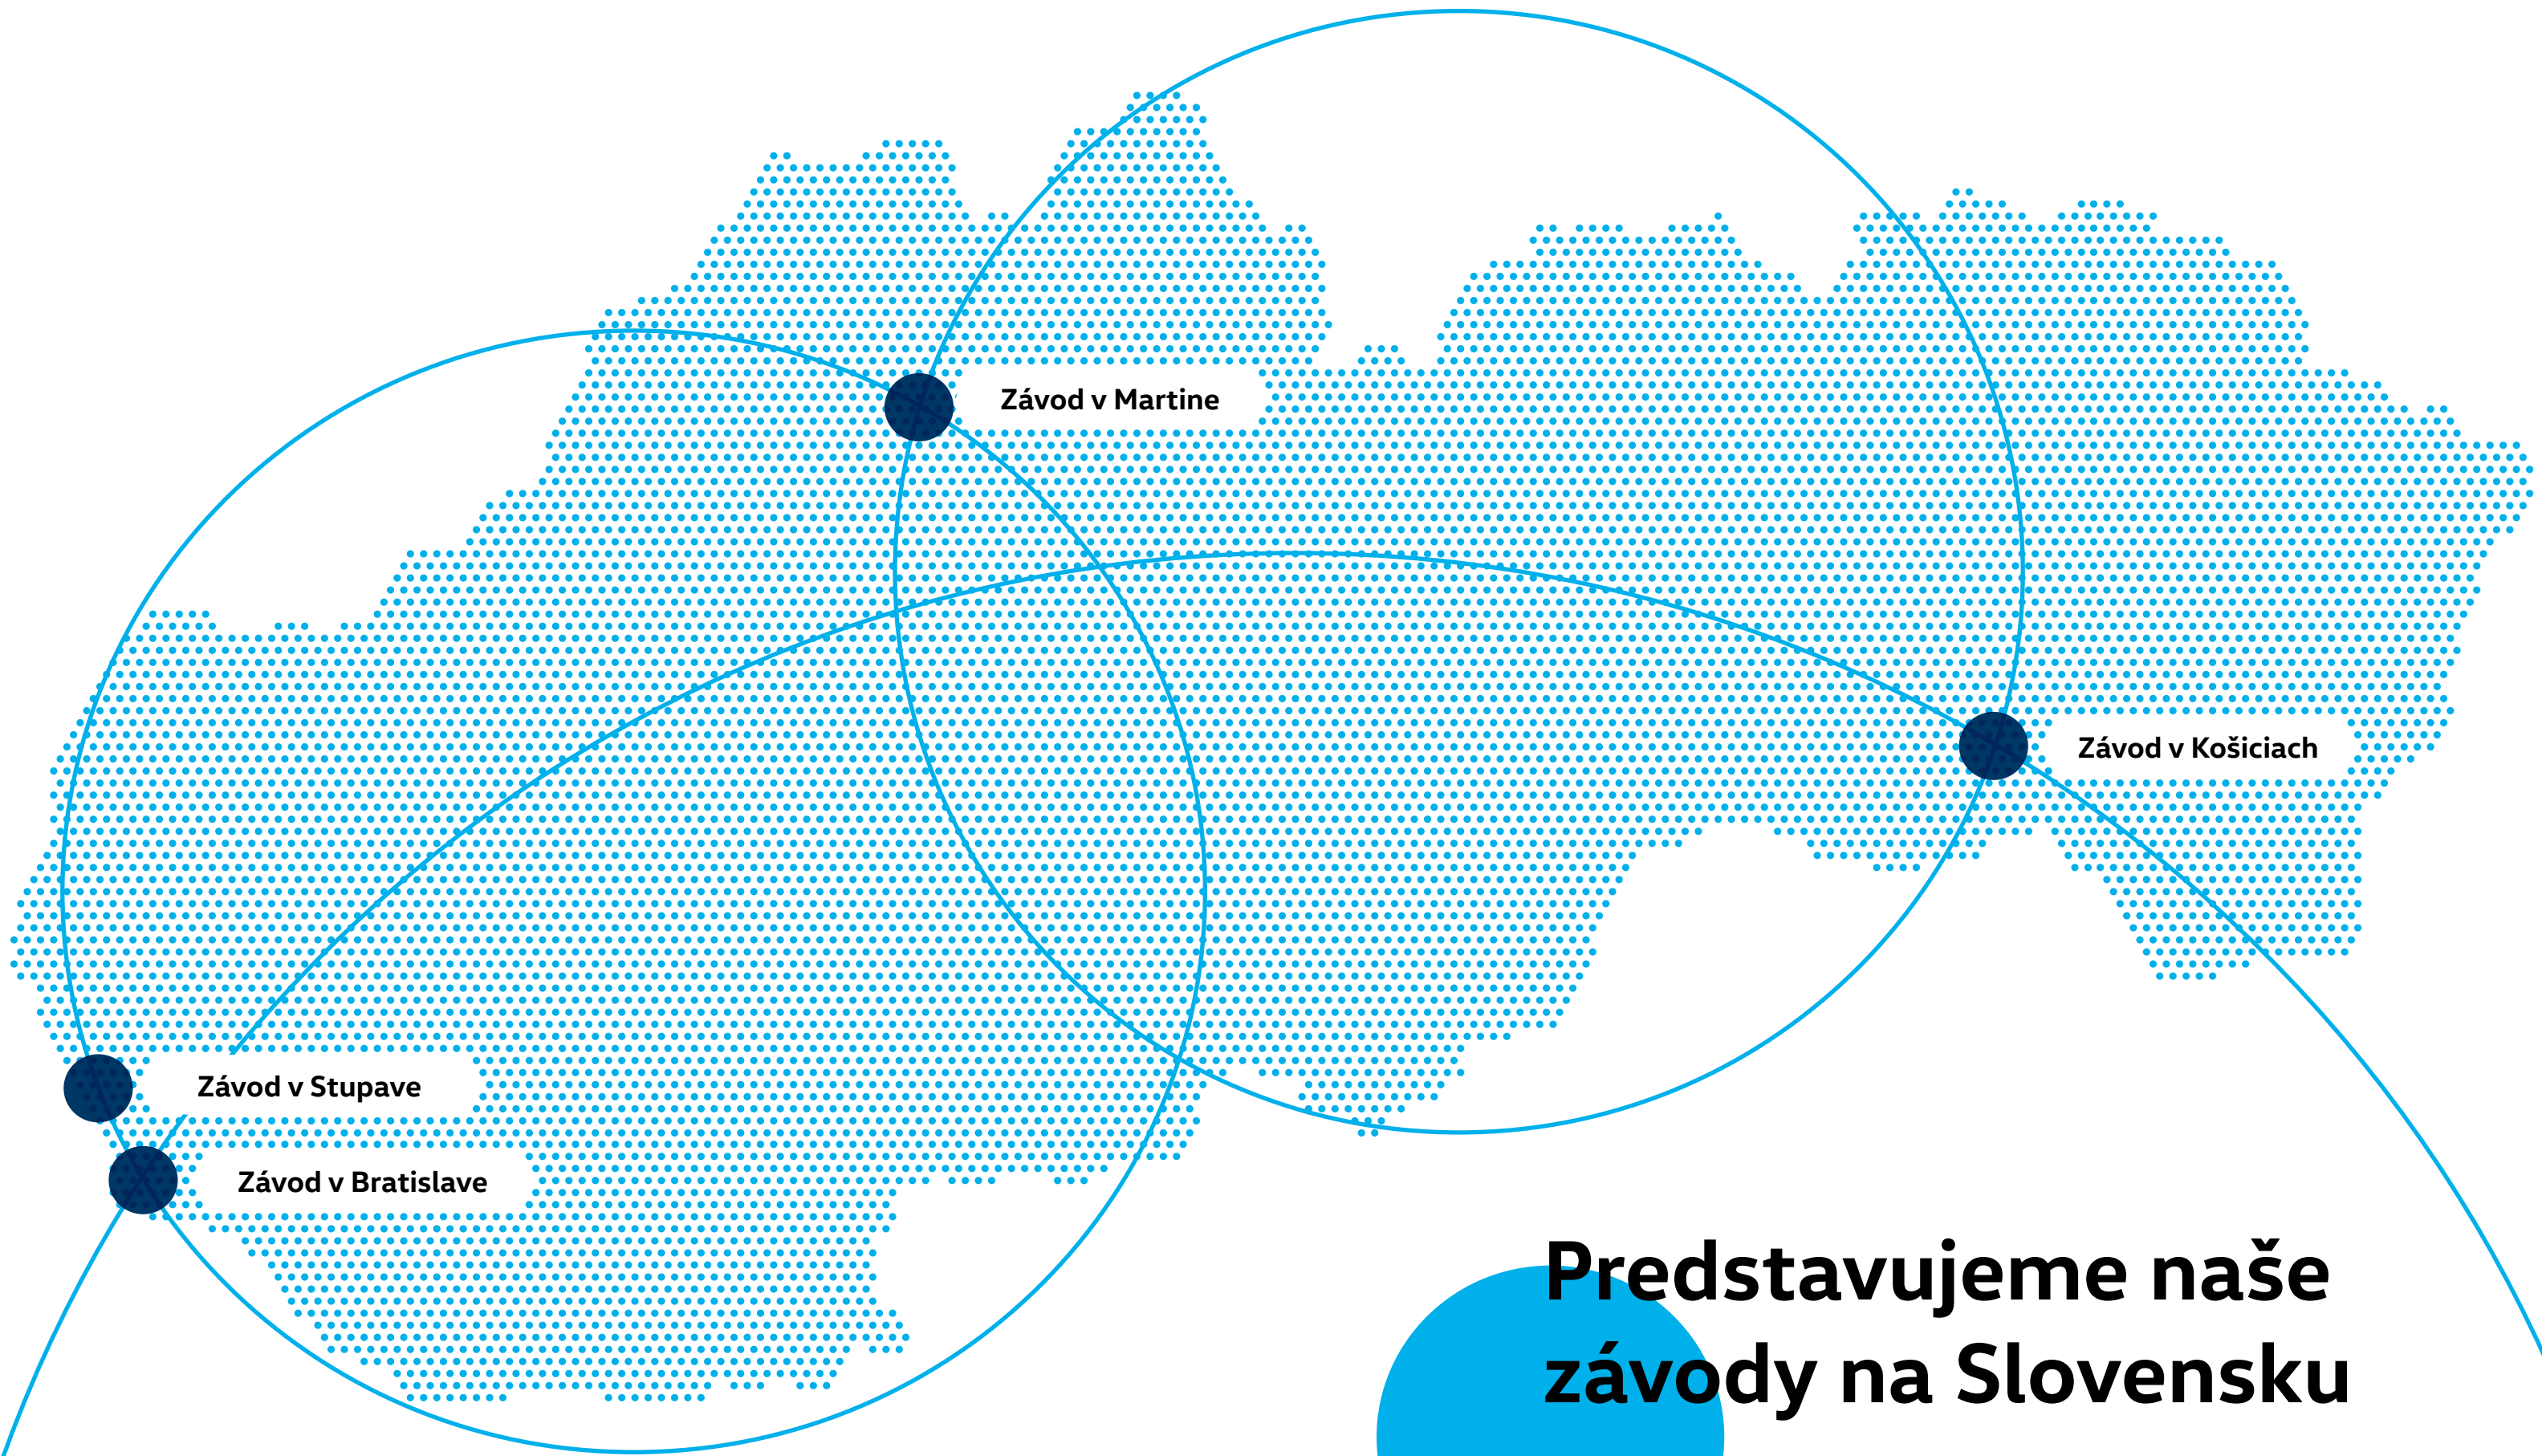 Závod v Martine
Závod v Košiciach
Závod v Stupave
Závod v Bratislave
Predstavujeme naše
závody na Slovensku